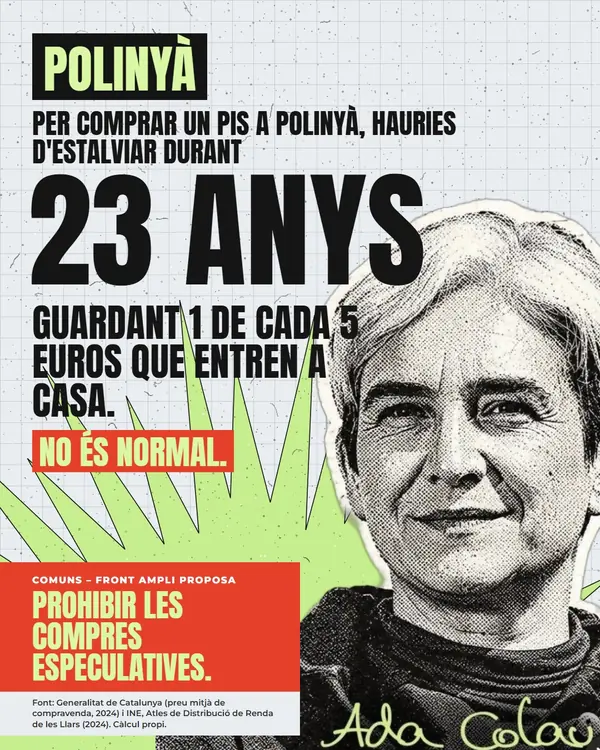 POLINYÀ
PER COMPRAR UN PIS A POLINYÀ, HAURIES
D'ESTALVIAR DURANT
23 ANYS
GUARDANT 1 DE CADA 5
EUROS QUE ENTREN A
CASA.
NO ÉS NORMAL.
COMUNS – FRONT AMPLI PROPOSA
PROHIBIR LES
COMPRES
ESPECULATIVES.
Font: Generalitat de Catalunya (preu mitjà de
compravenda, 2024) i INE, Atles de Distribució de Renda
de les Llars (2024). Càlcul propi.
Ada Colau